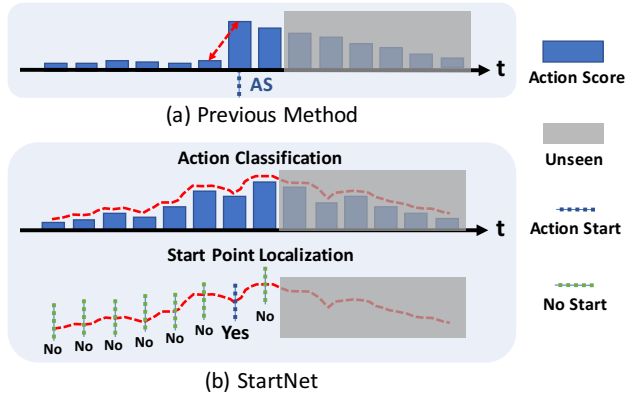 t
AS
(a) Previous Method
Action Classification
t
Start Point Localization
No
No
No
No
No
No
Yes
No
(b) StartNet
Action Score
Unseen
Action Start
No Start